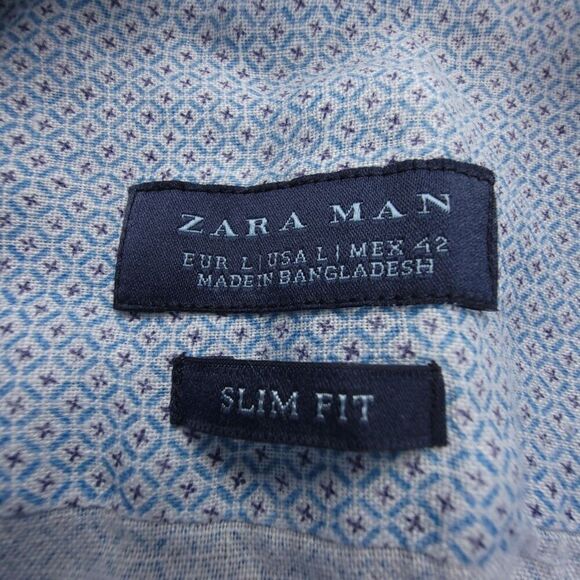 ZARA MAN
EUR L | USA L | MEX 42
MADE IN BANGLADESH
SLIM FIT